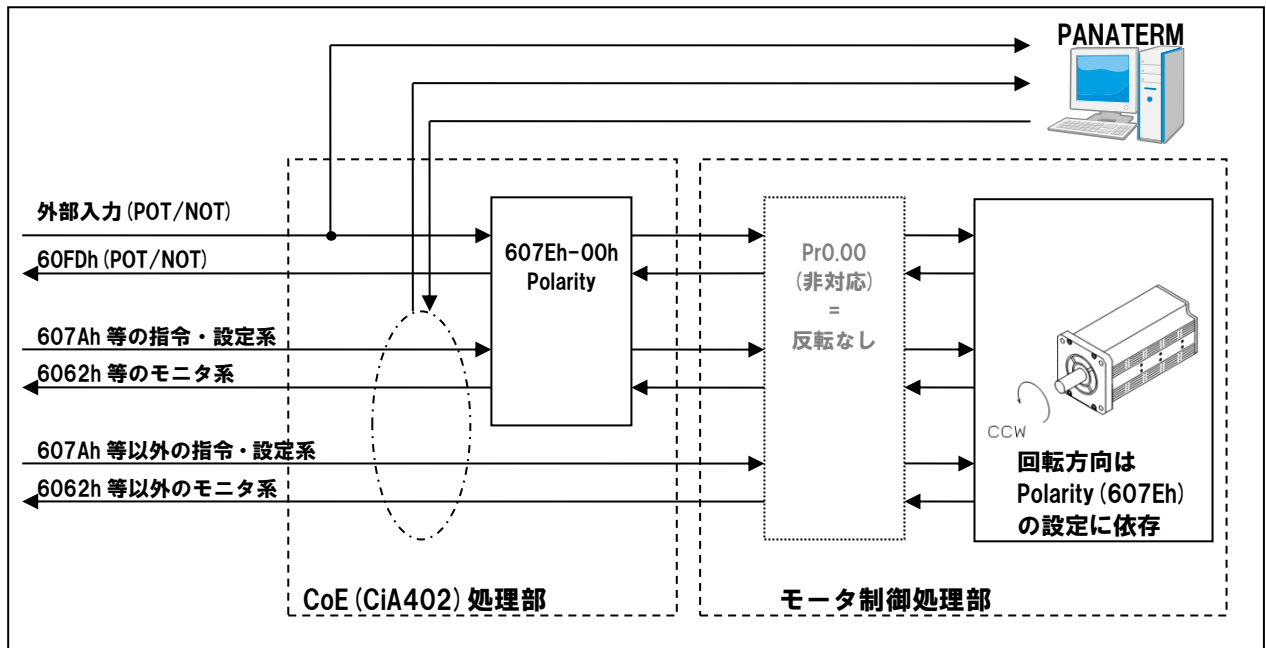 PANATERM
外部入力(POT/NOT)
60FDh(POT/NOT)
607Ah 等の指令・設定系
6062h 等のモニタ系
607Ah 等以外の指令・設定系
6062h 等以外のモニタ系
607Eh-00h
Polarity
Pr0.00
(非対応)
=
反転なし
CCW
回転方向は
Polarity(607Eh)
の設定に依存
CoE(CiA402)処理部
モータ制御処理部